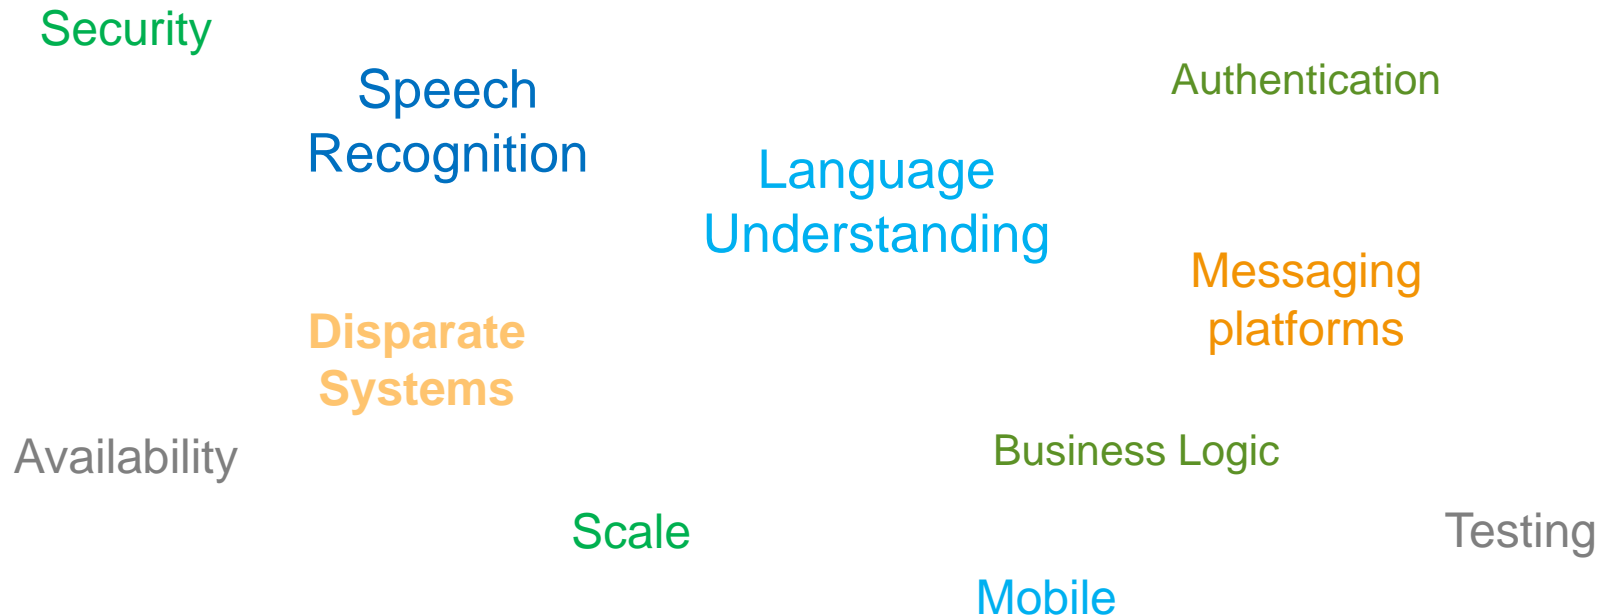 Security
Speech
Recognition
Authentication
Language
Understanding
Messaging
platforms
Disparate
Systems
Availability
Business Logic
Scale
Testing
Mobile